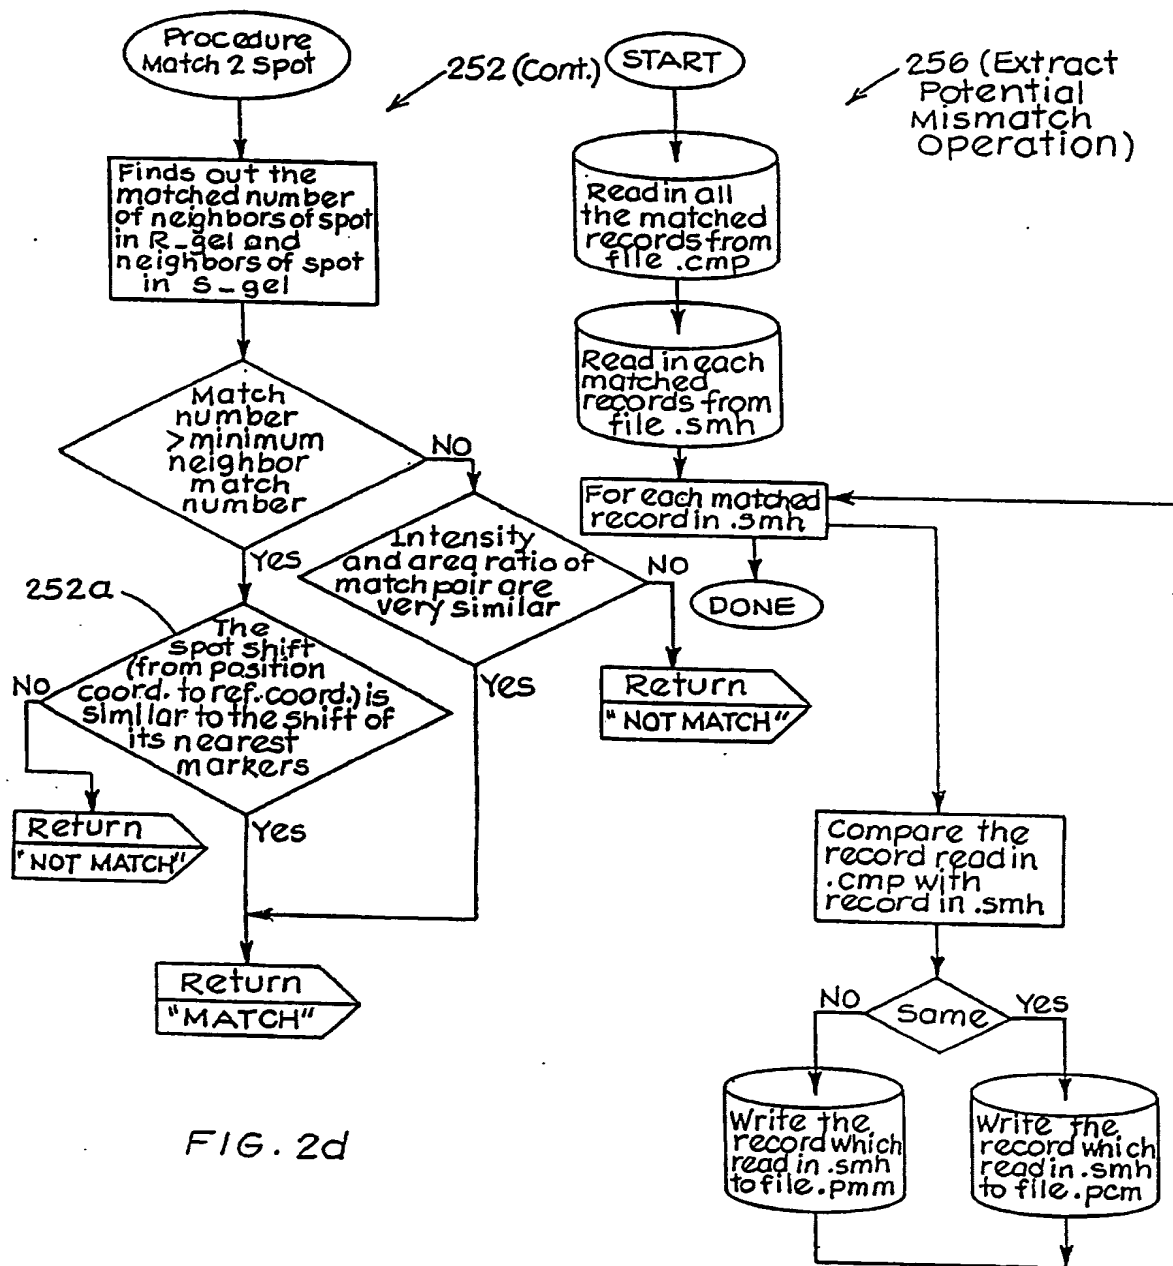 Procedure
Match 2 Spot
252 (Cont.)
Finds out the
matched number
of neighbors of spot
in R_gel and
neighbors of spot
in S_gel
Match
number
>minimum
neighbor
match
number
NO
Yes
Intensity
and area ratio of
match pair are
very similar
NO
Yes
Return
"NOT MATCH"
252a
The
spot shift
(from position
coord. to ref. coord.) is
similar to the shift of
its nearest
markers
NO
Return
"NOT MATCH"
Yes
Return
"MATCH"
START
256 (Extract
Potential
Mismatch
Operation)
Read in all
the matched
records from
file .cmp
Read in each
matched
records from
file .smh
For each matched
record in .smh
DONE
Compare the
record read in
.cmp with
record in .smh
Same
NO
Yes
Write the
record which
read in .smh
to file .pmm
Write the
record which
read in .smh
to file .pcm
FIG. 2d